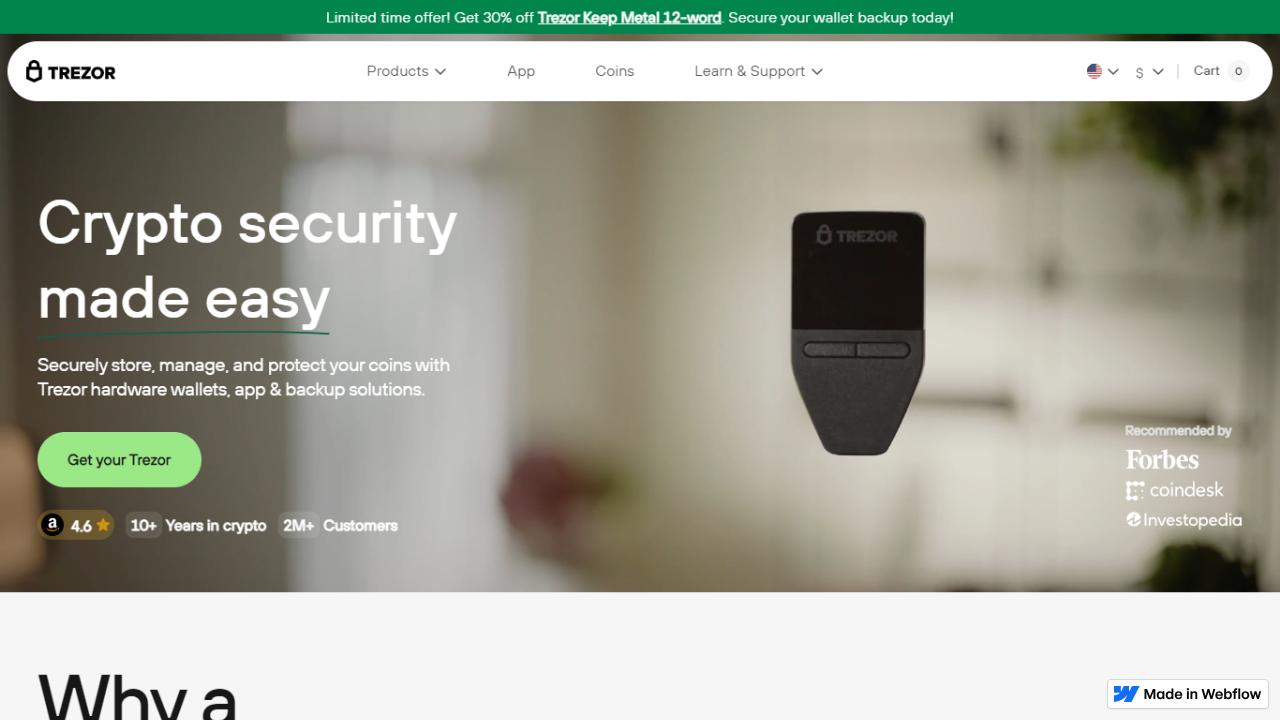 Limited time offer! Get 30% off Trezor Keep Metal 12-word. Secure your wallet backup today!
TREZOR
Products
App
Coins
Learn & Support
$
Cart
0
Crypto security
made easy
Securely store, manage, and protect your coins with
Trezor hardware wallets, app & backup solutions.
Get your Trezor
a
4.6
10+ Years in crypto
2M+ Customers
TREZOR
Recommended by
Forbes
coindesk
Investopedia
Why a
Made in Webflow